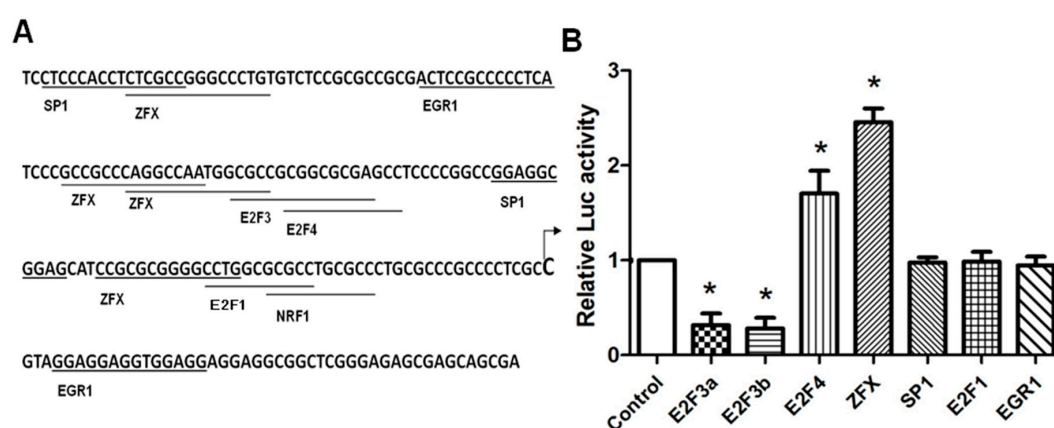 A
TCCTCCCACCTCTCGCCGGGCCCTGTGTCTCCGCGCCGCGACTCCGCCCCCTCA
SP1 ZFX EGR1
TCCCGCCGCCCAGGCCAATGGCGCCGCGGCGCGAGCCTCCCCGGCCGGAGGC
ZFX ZFX E2F3 E2F4 SP1
GGAGCATCCGCGCGGGGCCTGGCGCGCCTGCGCCCTGCGCCCGCCCCTCGCC
ZFX E2F1 NRF1
GTAGGAGGAGGTGGAGGAGGAGGCGGCTCGGGAGAGCGAGCAGCGA
EGR1
B
Relative Luc activity
3
2
1
0
*
*
*
*
Control E2F3a E2F3b E2F4 ZFX SP1 E2F1 EGR1